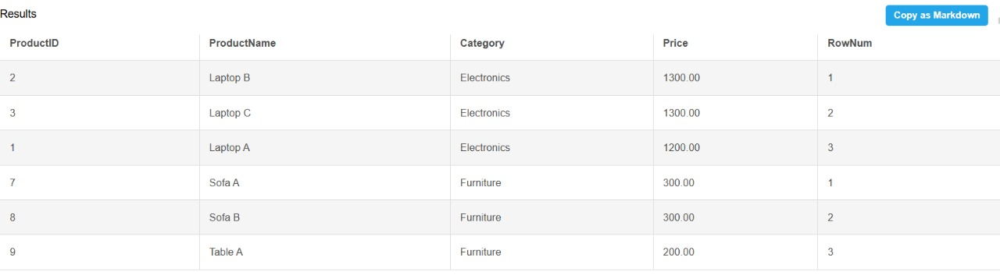 Results
Copy as Markdown
ProductID ProductName Category Price RowNum
2 Laptop B Electronics 1300.00 1
3 Laptop C Electronics 1300.00 2
1 Laptop A Electronics 1200.00 3
7 Sofa A Furniture 300.00 1
8 Sofa B Furniture 300.00 2
9 Table A Furniture 200.00 3